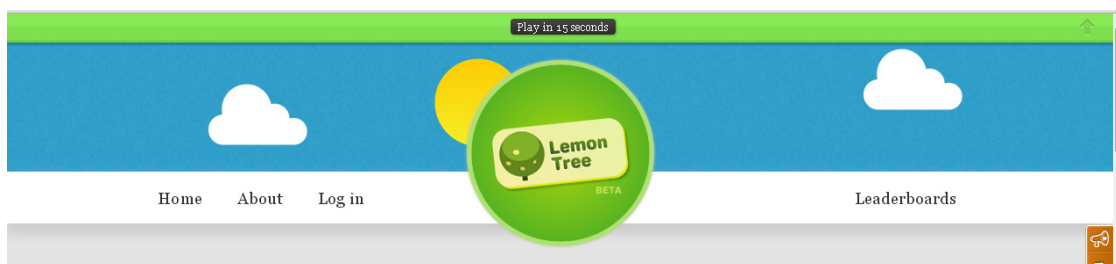 Play in 15 seconds
Lemon
Tree
BETA
Home About Log in Leaderboards